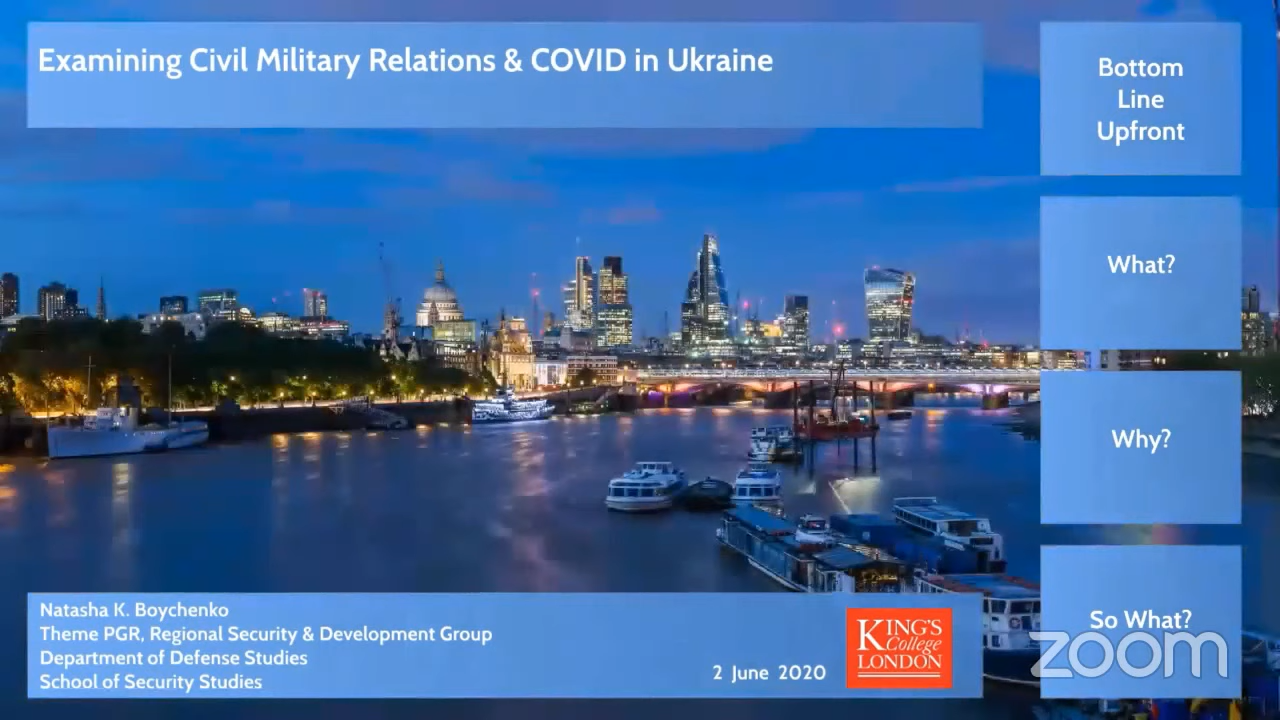 Examining Civil Military Relations & COVID in Ukraine
Bottom
Line
Upfront
What?
Why?
So What?
Natasha K. Boychenko
Theme PGR, Regional Security & Development Group
Department of Defense Studies
School of Security Studies
2 June 2020
KING'S
College
LONDON
zoom